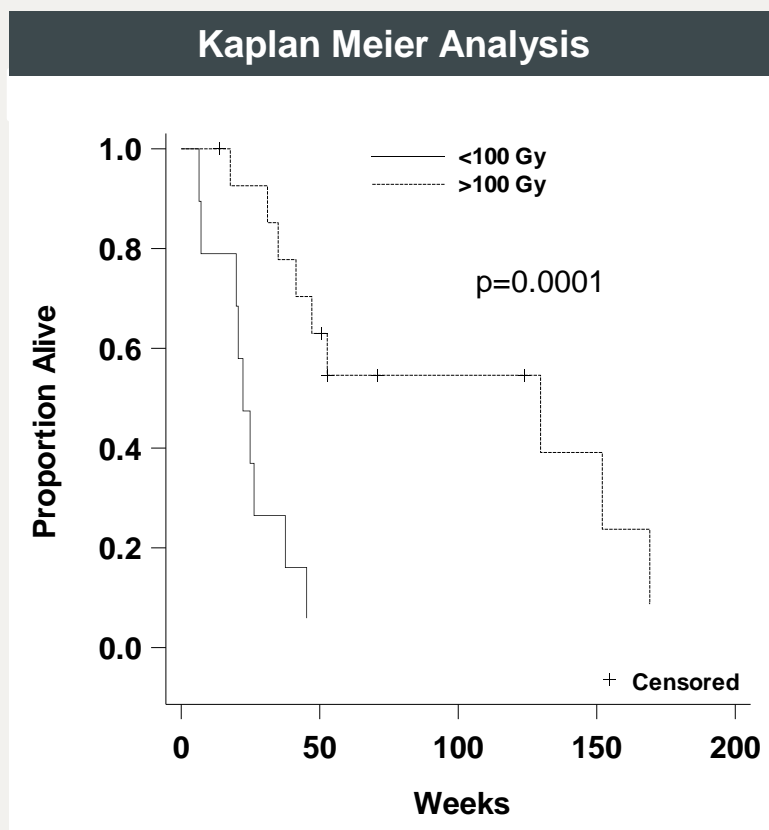 Kaplan Meier Analysis
1.0
0.8
0.6
0.4
0.2
0.0
Proportion Alive
<100 Gy
>100 Gy
p=0.0001
Censored
0 50 100 150 200
Weeks